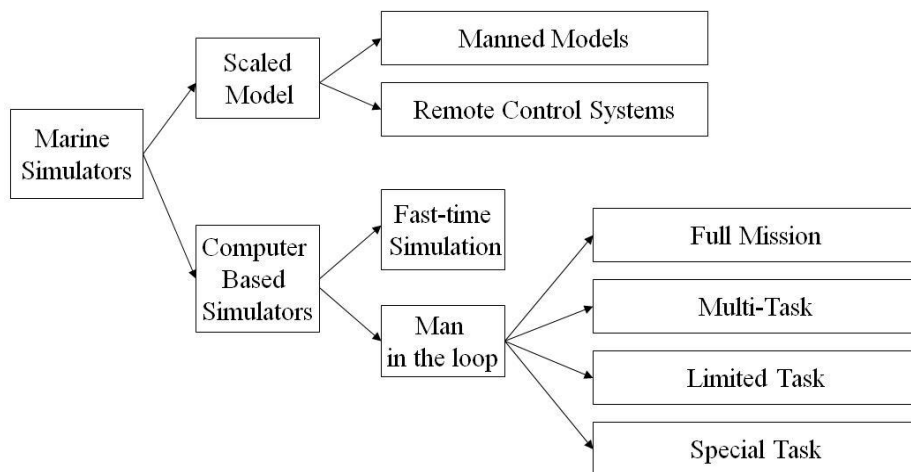 Marine
Simulators
Scaled
Model
Manned Models
Remote Control Systems
Computer
Based
Simulators
Fast-time
Simulation
Man
in the loop
Full Mission
Multi-Task
Limited Task
Special Task